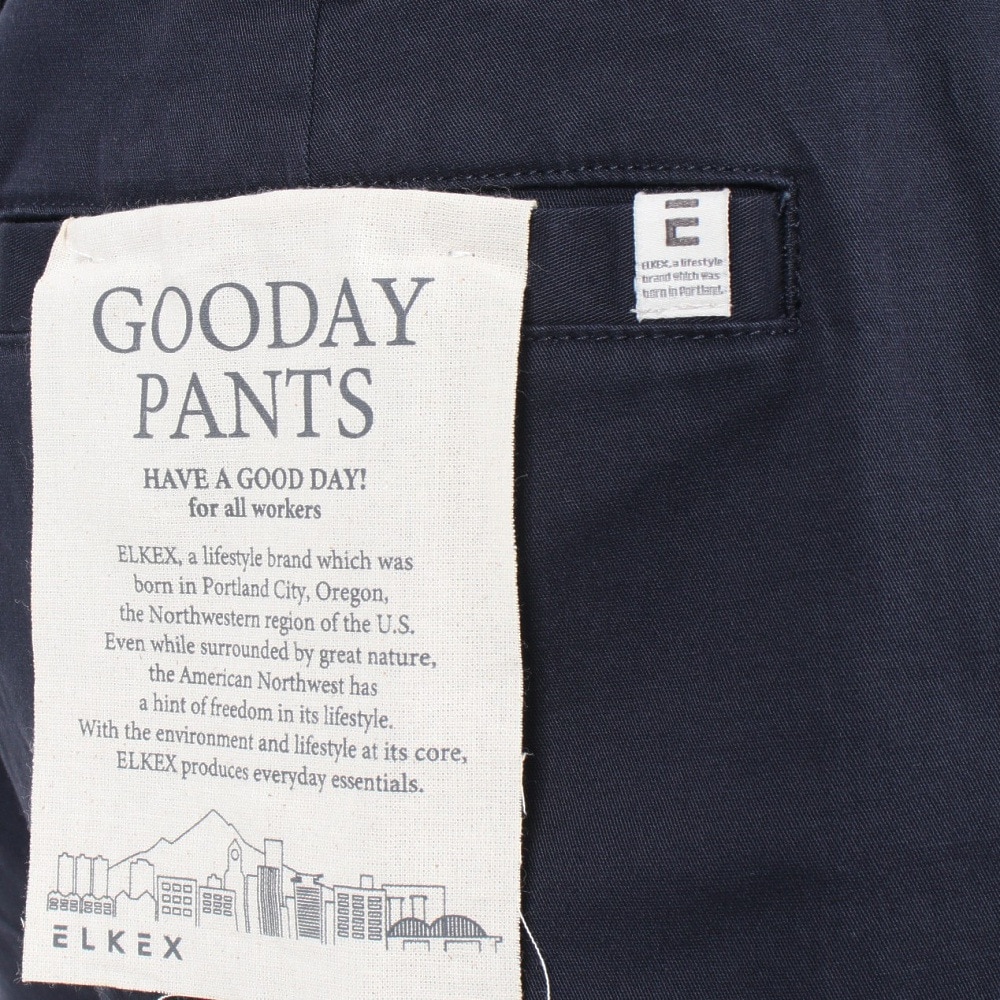 GOODAY
PANTS
HAVE A GOOD DAY!
for all workers
ELKEX, a lifestyle brand which was
born in Portland City, Oregon,
the Northwestern region of the U.S.
Even while surrounded by great nature,
the American Northwest has
a hint of freedom in its lifestyle.
With the environment and lifestyle at its core,
ELKEX produces everyday essentials.
ELKEX
E
ELKEX, a lifestyle
brand which was
born in Portland.